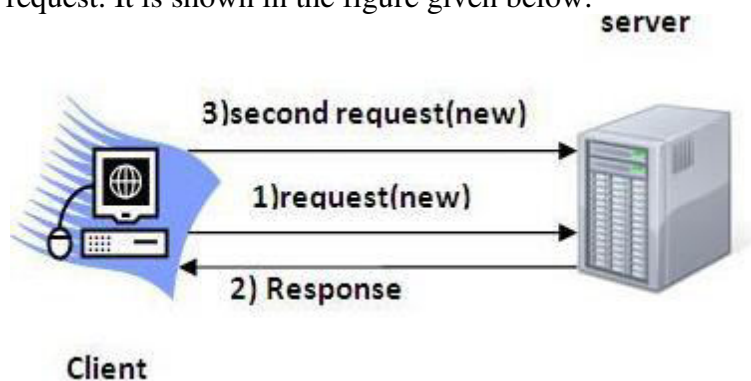 request. It is shown in the figure given below:
server
3)second request(new)
1)request(new)
2) Response
Client